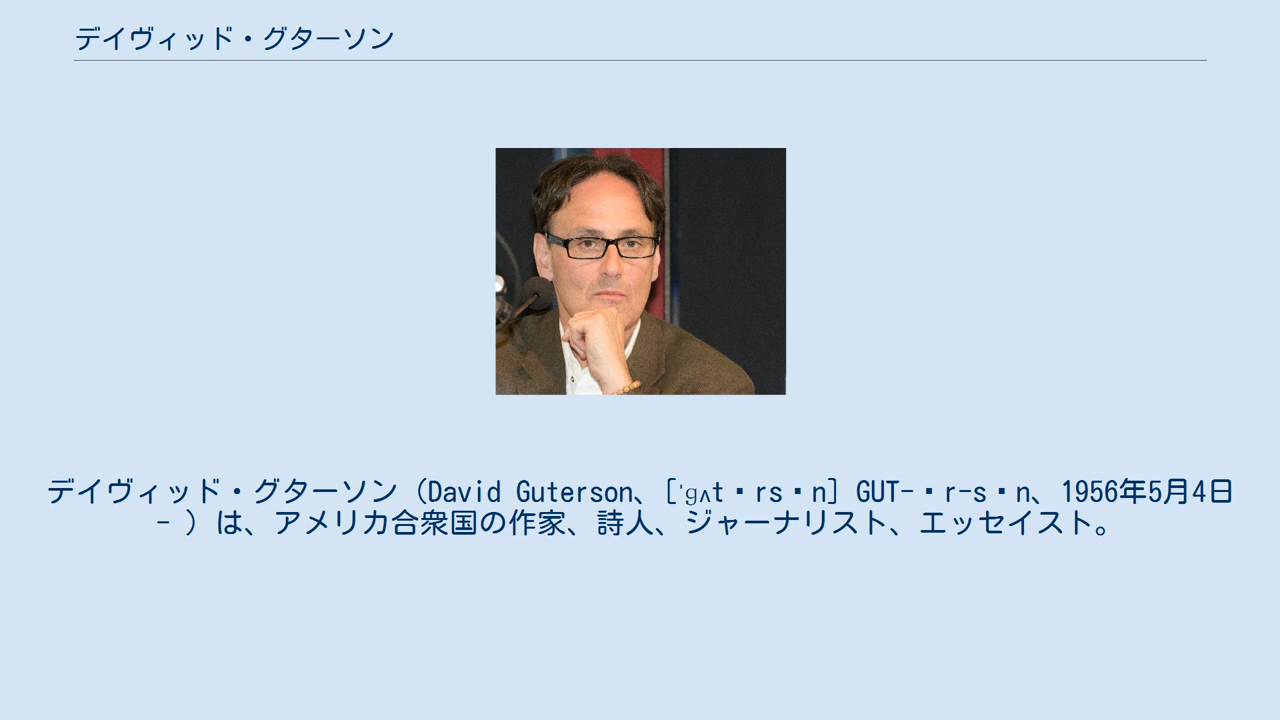 デイヴィッド・グターソン
デイヴィッド・グターソン（David Guterson、[ˈɡʌt・rs・n] GUT-・r-s・n、1956年5月4日
- ）は、アメリカ合衆国の作家、詩人、ジャーナリスト、エッセイスト。